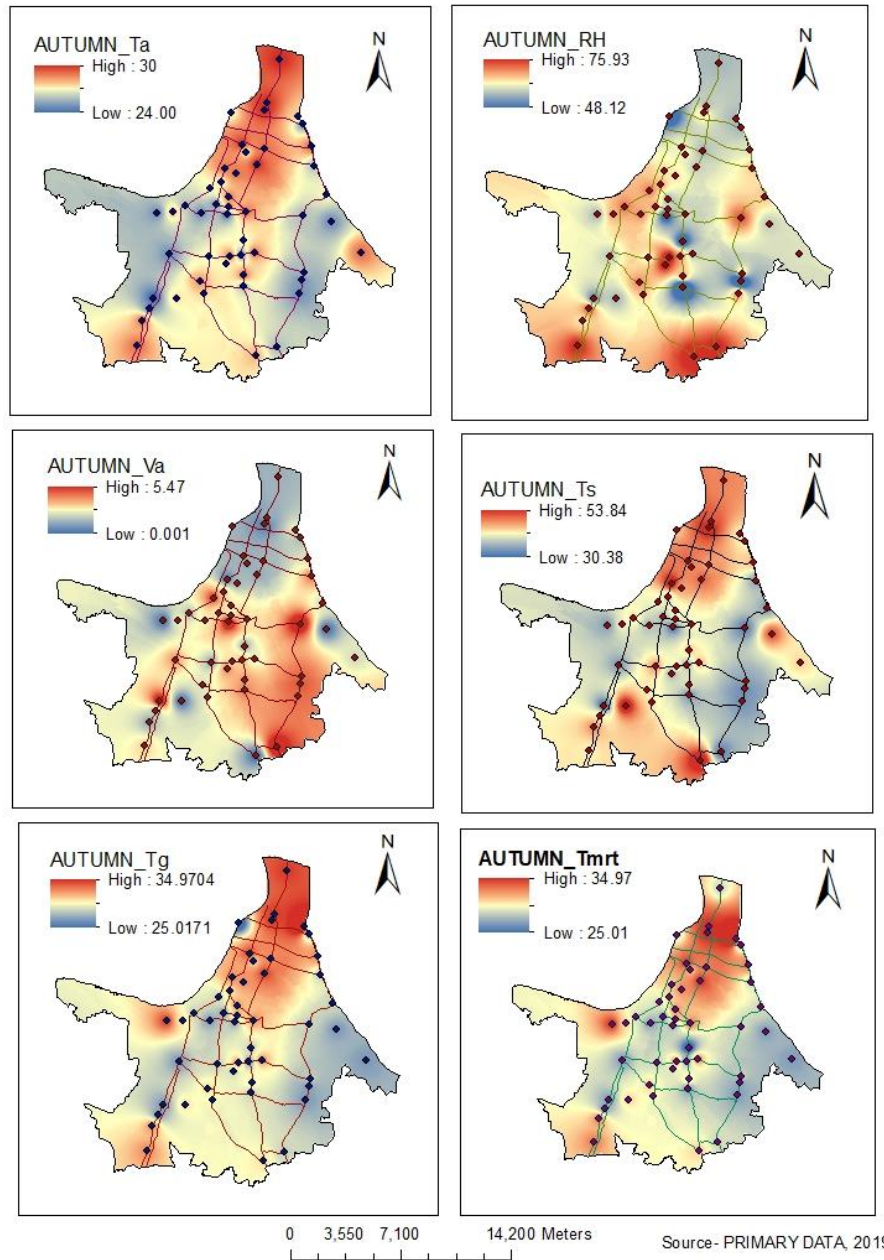 AUTUMN_Ta
High : 30
Low : 24.00
N
AUTUMN_RH
High : 75.93
Low : 48.12
N
AUTUMN_Va
High : 5.47
Low : 0.001
N
AUTUMN_Ts
High : 53.84
Low : 30.38
N
AUTUMN_Tg
High : 34.9704
Low : 25.0171
N
AUTUMN_Tmrt
High : 34.97
Low : 25.01
N
0 3,550 7,100 14,200 Meters
Source- PRIMARY DATA, 2019